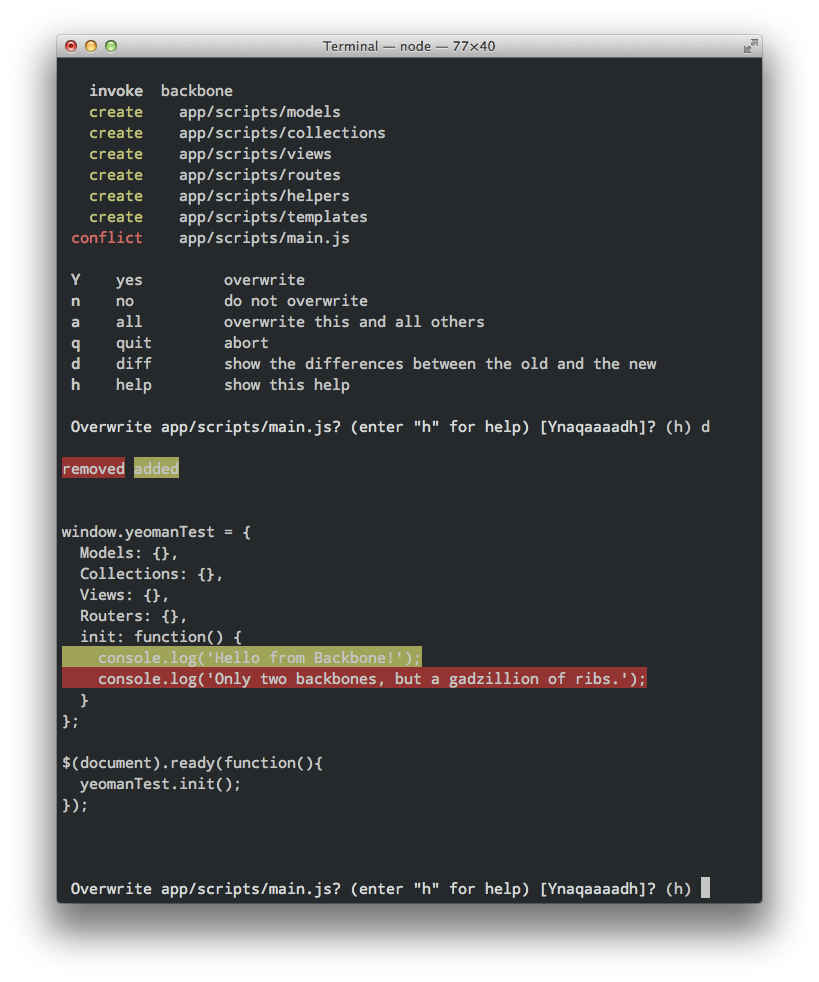 Terminal — node — 77×40
invoke  backbone
create    app/scripts/models
create    app/scripts/collections
create    app/scripts/views
create    app/scripts/routes
create    app/scripts/helpers
create    app/scripts/templates
conflict    app/scripts/main.js
Y    yes         overwrite
n    no          do not overwrite
a    all         overwrite this and all others
q    quit        abort
d    diff        show the differences between the old and the new
h    help        show this help
Overwrite app/scripts/main.js? (enter "h" for help) [Ynaqaaaadh]? (h) d
removed added
window.yeomanTest = {
  Models: {},
  Collections: {},
  Views: {},
  Routers: {},
  init: function() {
    console.log('Hello from Backbone!');
    console.log('Only two backbones, but a gadzillion of ribs.');
  }
};
$(document).ready(function(){
  yeomanTest.init();
});
Overwrite app/scripts/main.js? (enter "h" for help) [Ynaqaaaadh]? (h)